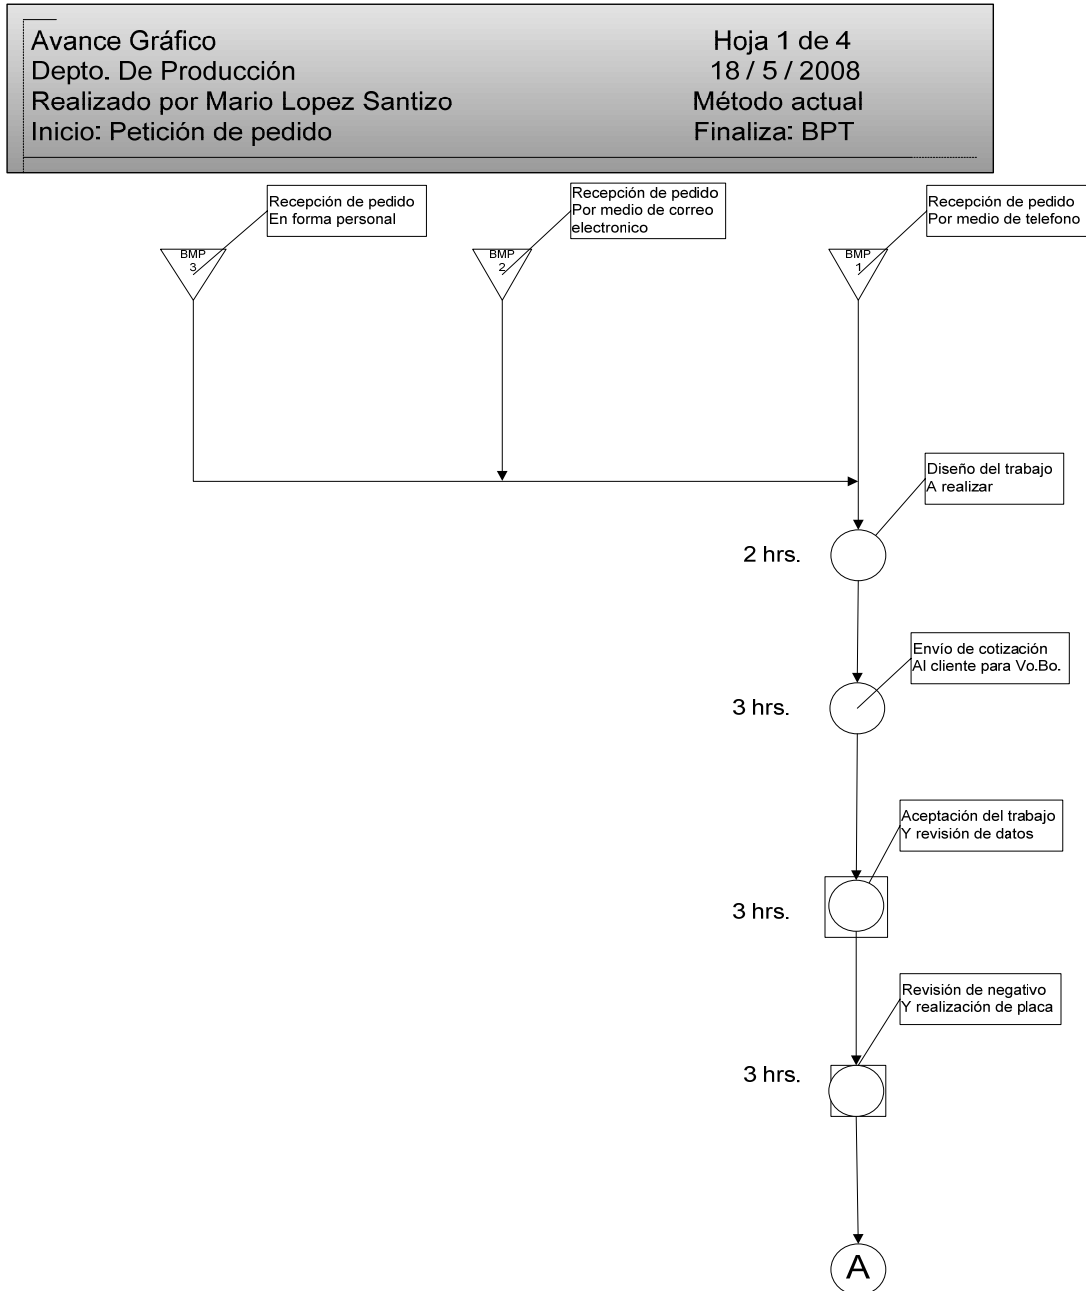 Avance Gráfico
Hoja 1 de 4
Depto. De Producción
18 / 5 / 2008
Realizado por Mario Lopez Santizo
Método actual
Inicio: Petición de pedido
Finaliza: BPT
Recepción de pedido
En forma personal
Recepción de pedido
Por medio de correo
electronico
Recepción de pedido
Por medio de telefono
BMP
3
BMP
2
BMP
1
Diseño del trabajo
A realizar
2 hrs.
Envío de cotización
Al cliente para Vo.Bo.
3 hrs.
Aceptación del trabajo
Y revisión de datos
3 hrs.
Revisión de negativo
Y realización de placa
3 hrs.
A